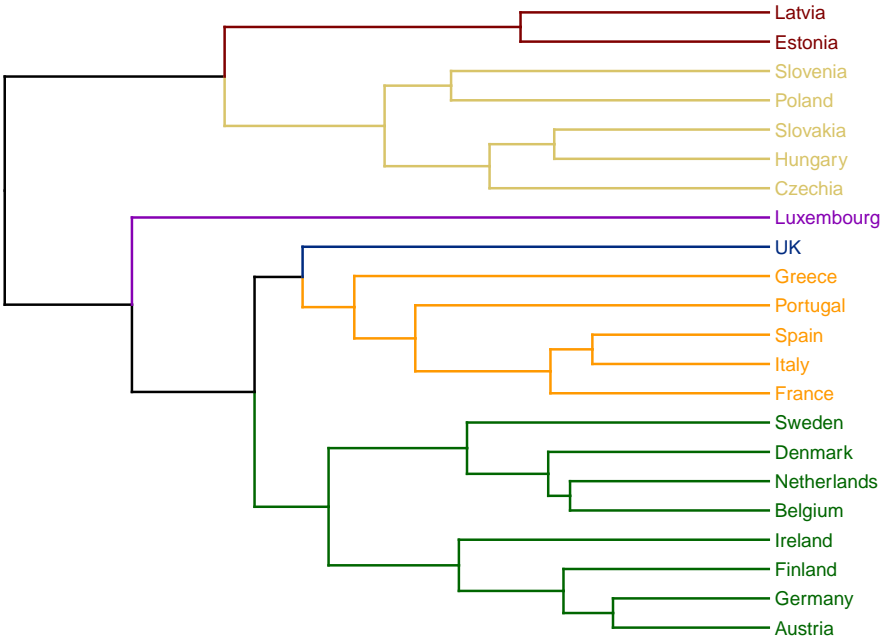 Latvia
Estonia
Slovenia
Poland
Slovakia
Hungary
Czechia
Luxembourg
UK
Greece
Portugal
Spain
Italy
France
Sweden
Denmark
Netherlands
Belgium
Ireland
Finland
Germany
Austria